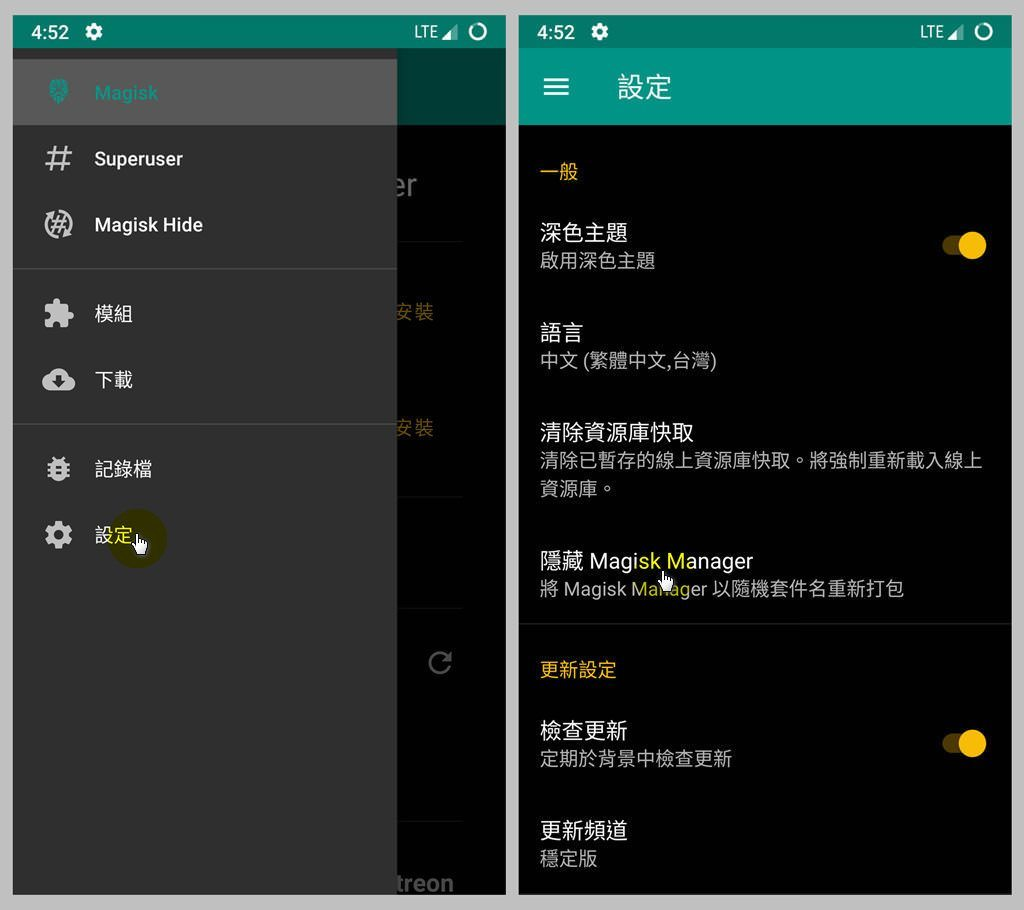 4:52
LTE
Magisk
Superuser
Magisk Hide
模組
下載
記錄檔
設定
er
安裝
安裝
treon
4:52
LTE
設定
一般
深色主題
啟用深色主題
語言
中文 (繁體中文,台灣)
清除資源庫快取
清除已暫存的線上資源庫快取。將強制重新載入線上
資源庫。
隱藏 Magisk Manager
將 Magisk Manager 以隨機套件名重新打包
更新設定
檢查更新
定期於背景中檢查更新
更新頻道
穩定版